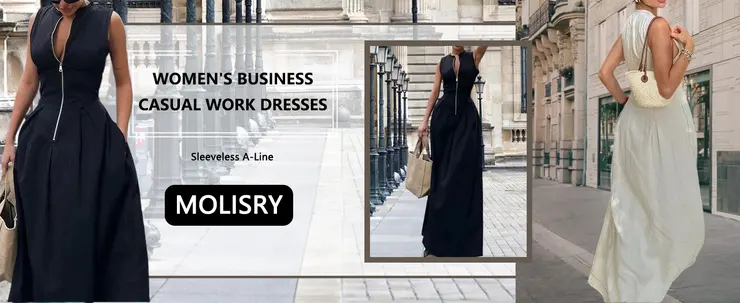 WOMEN'S BUSINESS
CASUAL WORK DRESSES
Sleeveless A-Line
MOLISRY